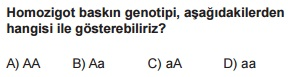 Homozigot baskın genotipi, aşağıdakilerden
hangisi ile gösterebiliriz?
A) AA B) Aa C) aA D) aa